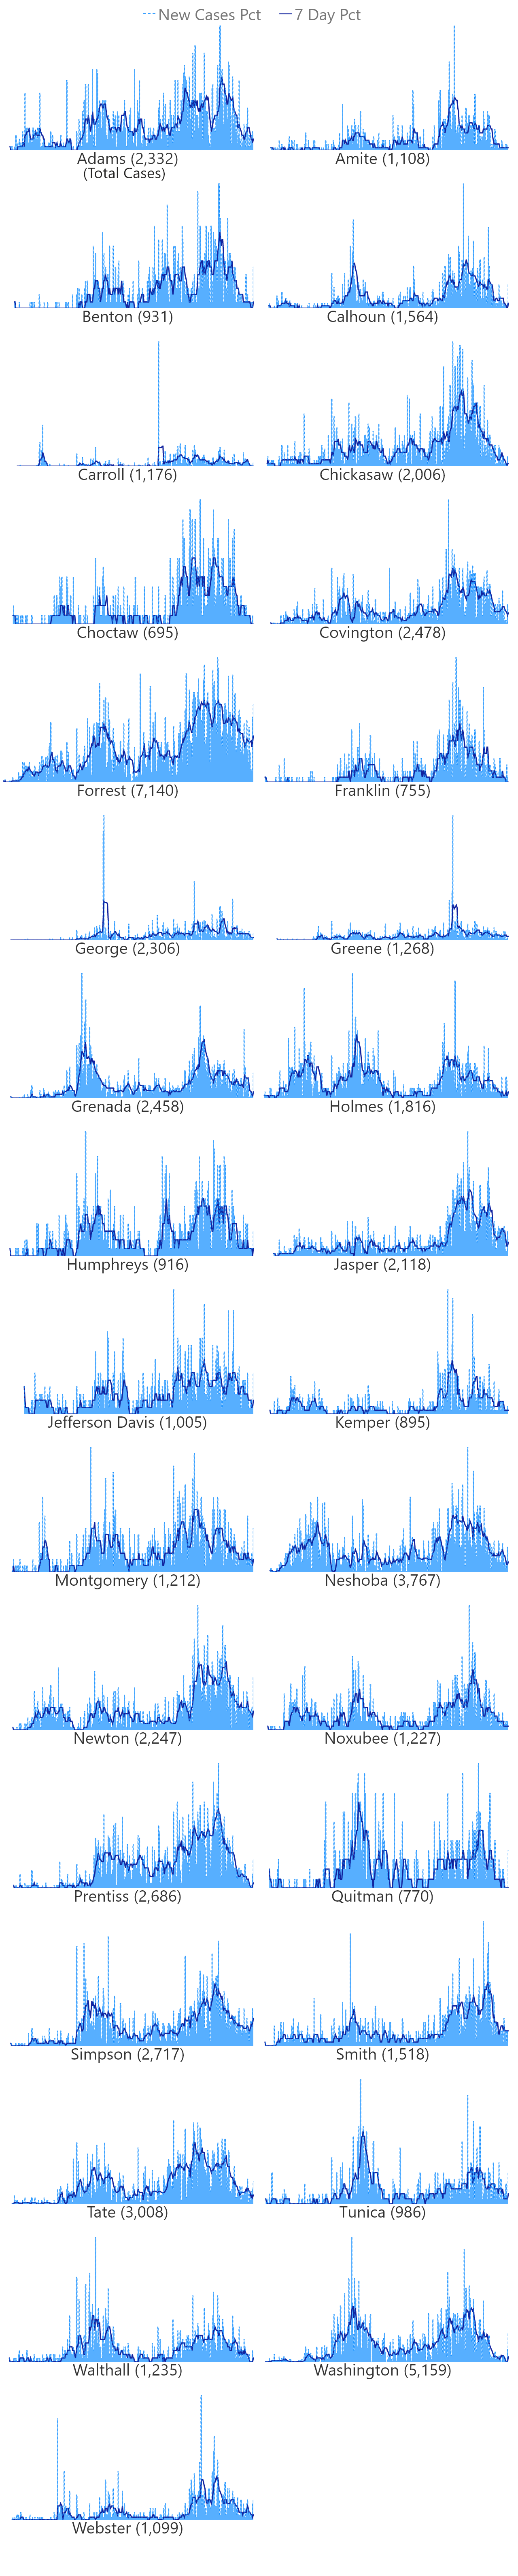 New Cases Pct 7 Day Pct
Adams (2,332)
(Total Cases)
Amite (1,108)
Benton (931)
Calhoun (1,564)
Carroll (1,176)
Chickasaw (2,006)
Choctaw (695)
Covington (2,478)
Forrest (7,140)
Franklin (755)
George (2,306)
Greene (1,268)
Grenada (2,458)
Holmes (1,816)
Humphreys (916)
Jasper (2,118)
Jefferson Davis (1,005)
Kemper (895)
Montgomery (1,212)
Neshoba (3,767)
Newton (2,247)
Noxubee (1,227)
Prentiss (2,686)
Quitman (770)
Simpson (2,717)
Smith (1,518)
Tate (3,008)
Tunica (986)
Walthall (1,235)
Washington (5,159)
Webster (1,099)